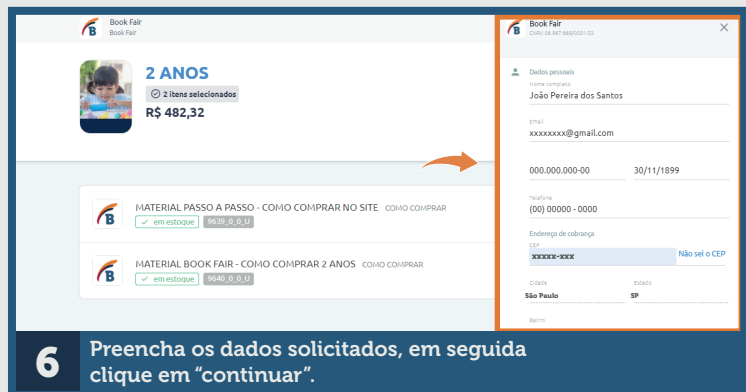 Book Fair
Book Fair
2 ANOS
2 itens selecionados
R$ 482,32
B
MATERIAL PASSO A PASSO - COMO COMPRAR NO SITE COMO COMPRAR
em estoque 9639_0_0_U
B
MATERIAL BOOK FAIR - COMO COMPRAR 2 ANOS COMO COMPRAR
em estoque 9640_0_0_U
Book Fair
Dados pessoais
Nome completo
João Pereira dos Santos
Email
xxxxxxxx@gmail.com
000.000.000-00 30/11/1899
Telefone
(00) 00000 - 0000
Endereço de cobrança
CEP
xxxxx-xxx Não sei o CEP
Cidade Estado
São Paulo SP
Bairro
6 Preencha os dados solicitados, em seguida
clique em “continuar”.